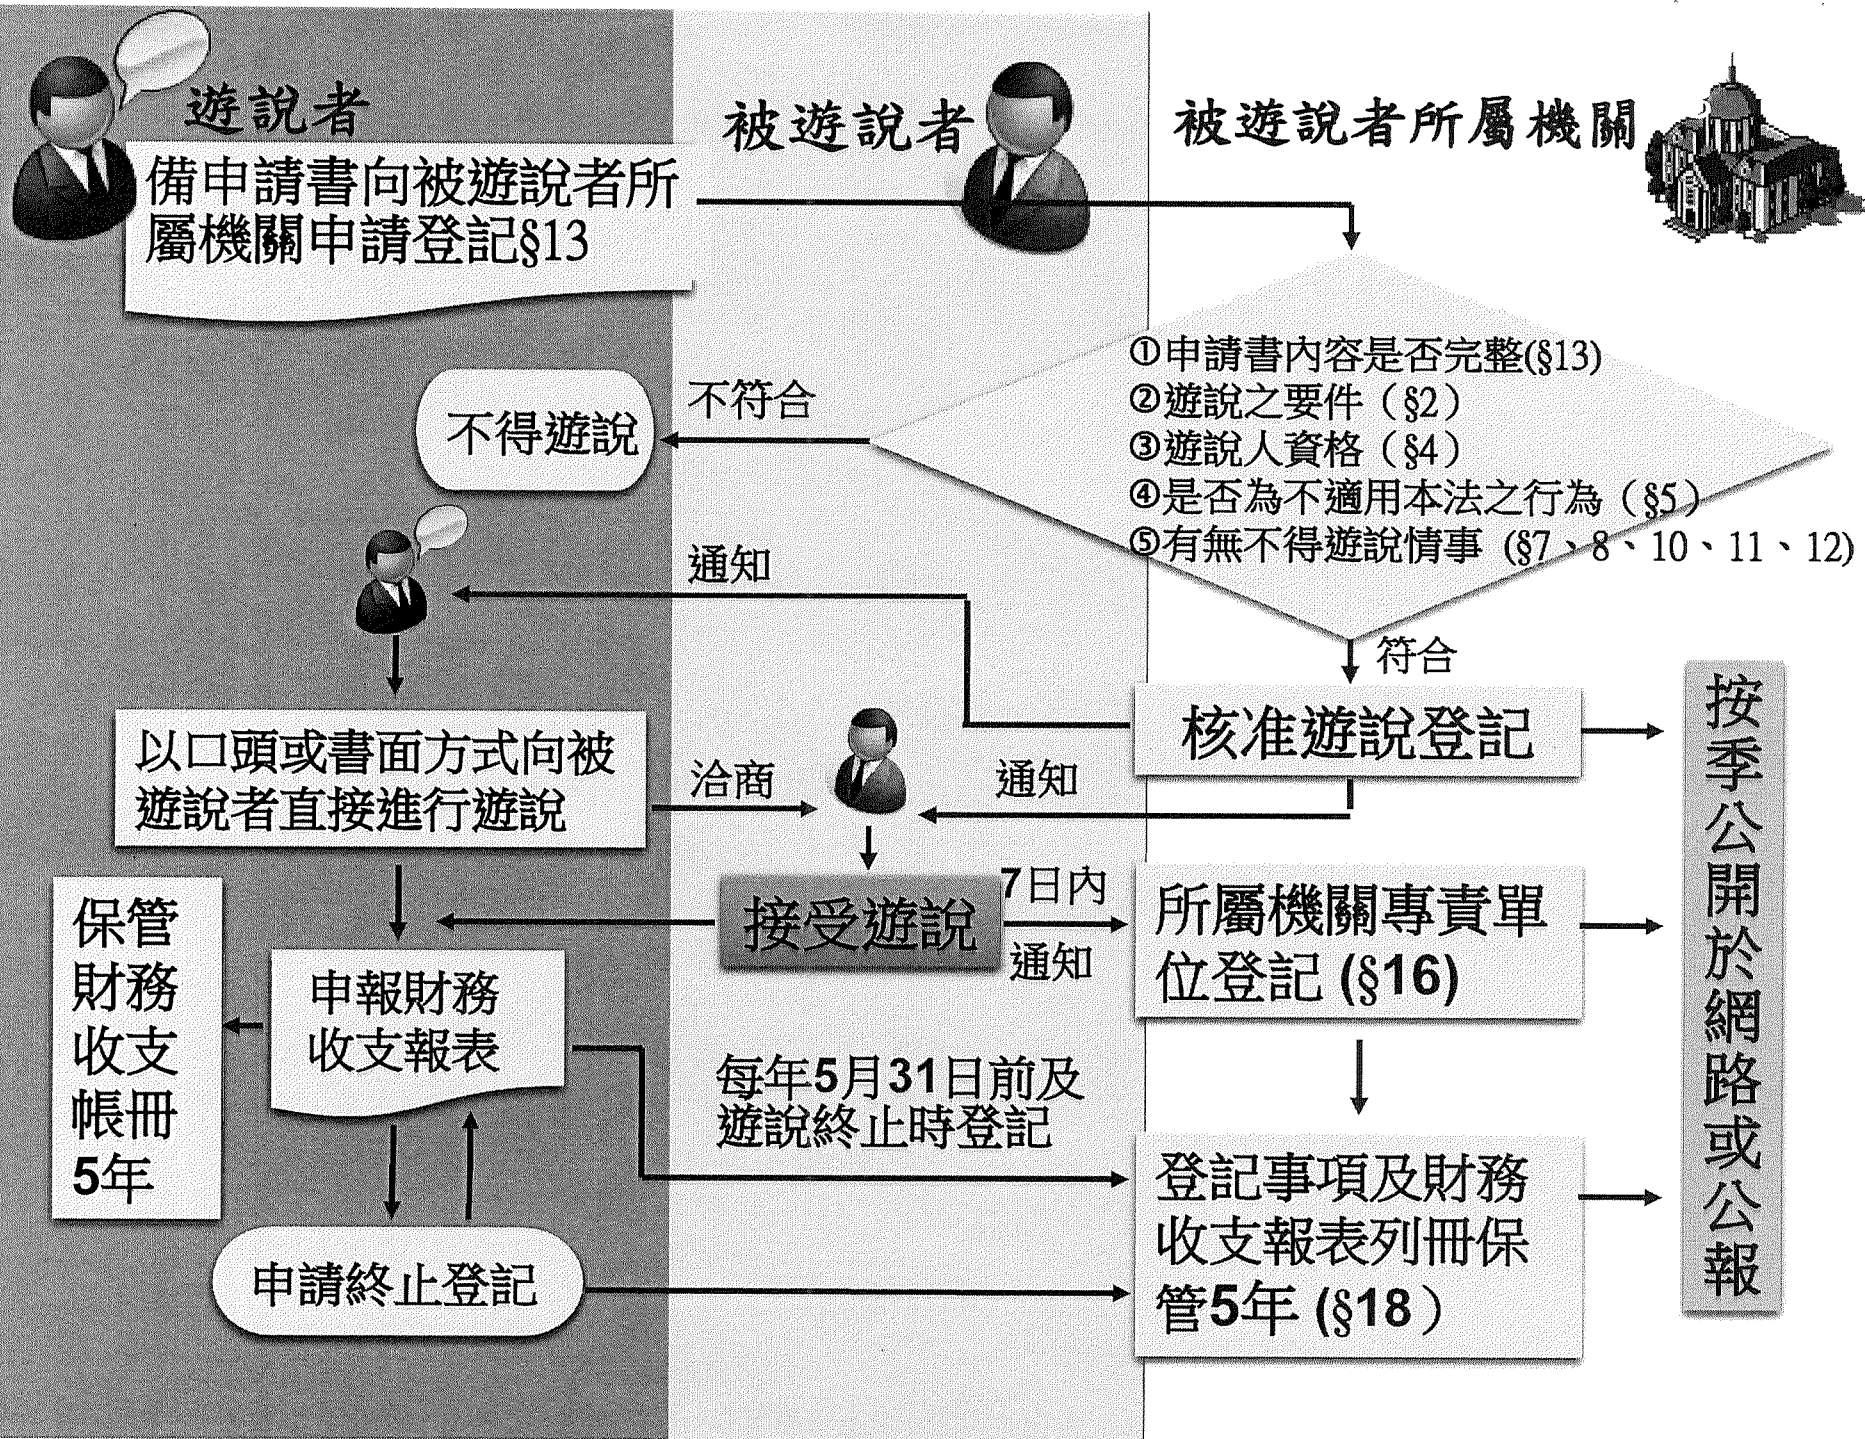 遊說者
被遊說者
被遊說者所屬機關
備申請書向被遊說者所
屬機關申請登記§13
①申請書內容是否完整(§13)
②遊說之要件（§2）
③遊說人資格（§4）
④是否為不適用本法之行為（§5）
⑤有無不得遊說情事 (§7、8、10、11、12)
不符合
不得遊說
通知
符合
核准遊說登記
按季公開於網路或公報
以口頭或書面方式向被
遊說者直接進行遊說
洽商
通知
接受遊說
7日內
通知
所屬機關專責單
位登記 (§16)
保管
財務
收支
帳冊
5年
申報財務
收支報表
每年5月31日前及
遊說終止時登記
登記事項及財務
收支報表列冊保
管5年 (§18）
申請終止登記